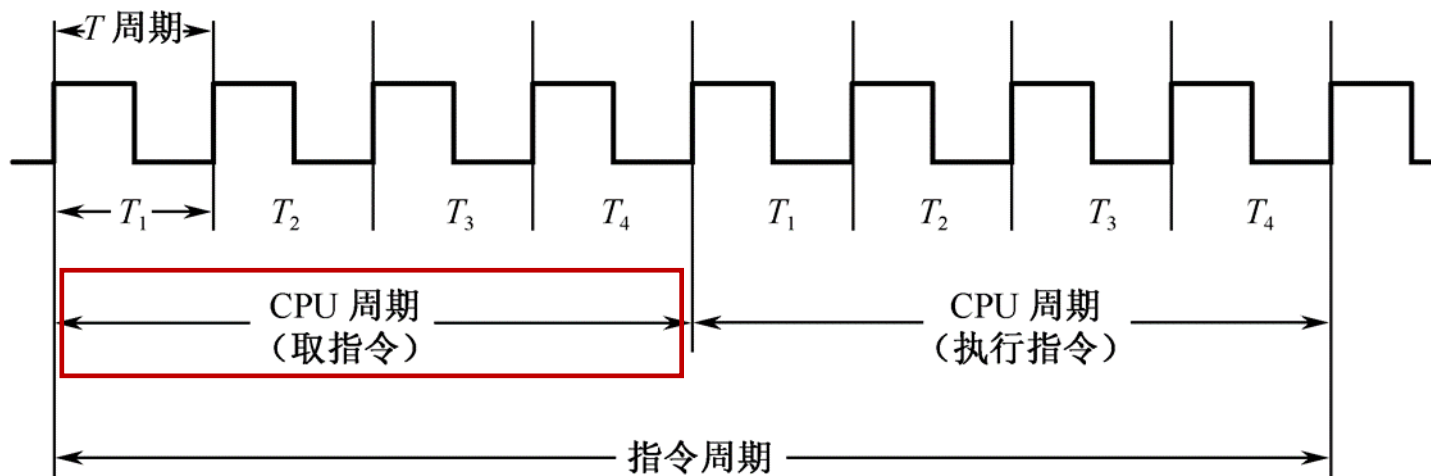 T 周期
T₁ T₂ T₃ T₄ T₁ T₂ T₃ T₄
CPU 周期 CPU 周期
（取指令） （执行指令）
指令周期